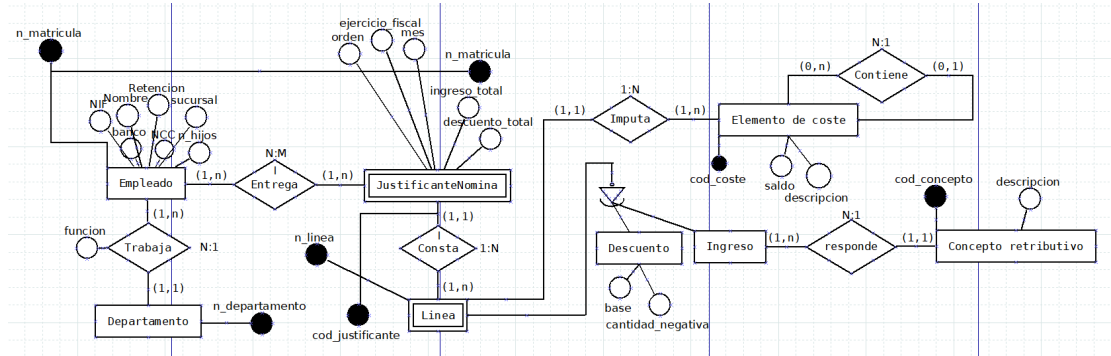 ejercicio_fiscal
orden
mes
n_matricula
n_matricula
N:1
(0,n)
Contiene
(0,1)
Retencion
NIF
Nombre
sucursal
ingreso_total
1:N
banco
NCC
n_hijos
descuento_total
(1,1)
Imputa
(1,n)
Elemento de coste
N:M
I
Empleado
(1,n)
Entrega
(1,n)
JustificanteNomina
cod_coste
saldo
descripcion
cod_concepto
descripcion
(1,n)
(1,1)
funcion
Trabaja
N:1
n_linea
I
Consta
1:N
Descuento
Ingreso
(1,n)
N:1
responde
(1,1)
Concepto retributivo
(1,1)
(1,n)
n_departamento
Departamento
cod_justificante
Linea
base
cantidad_negativa